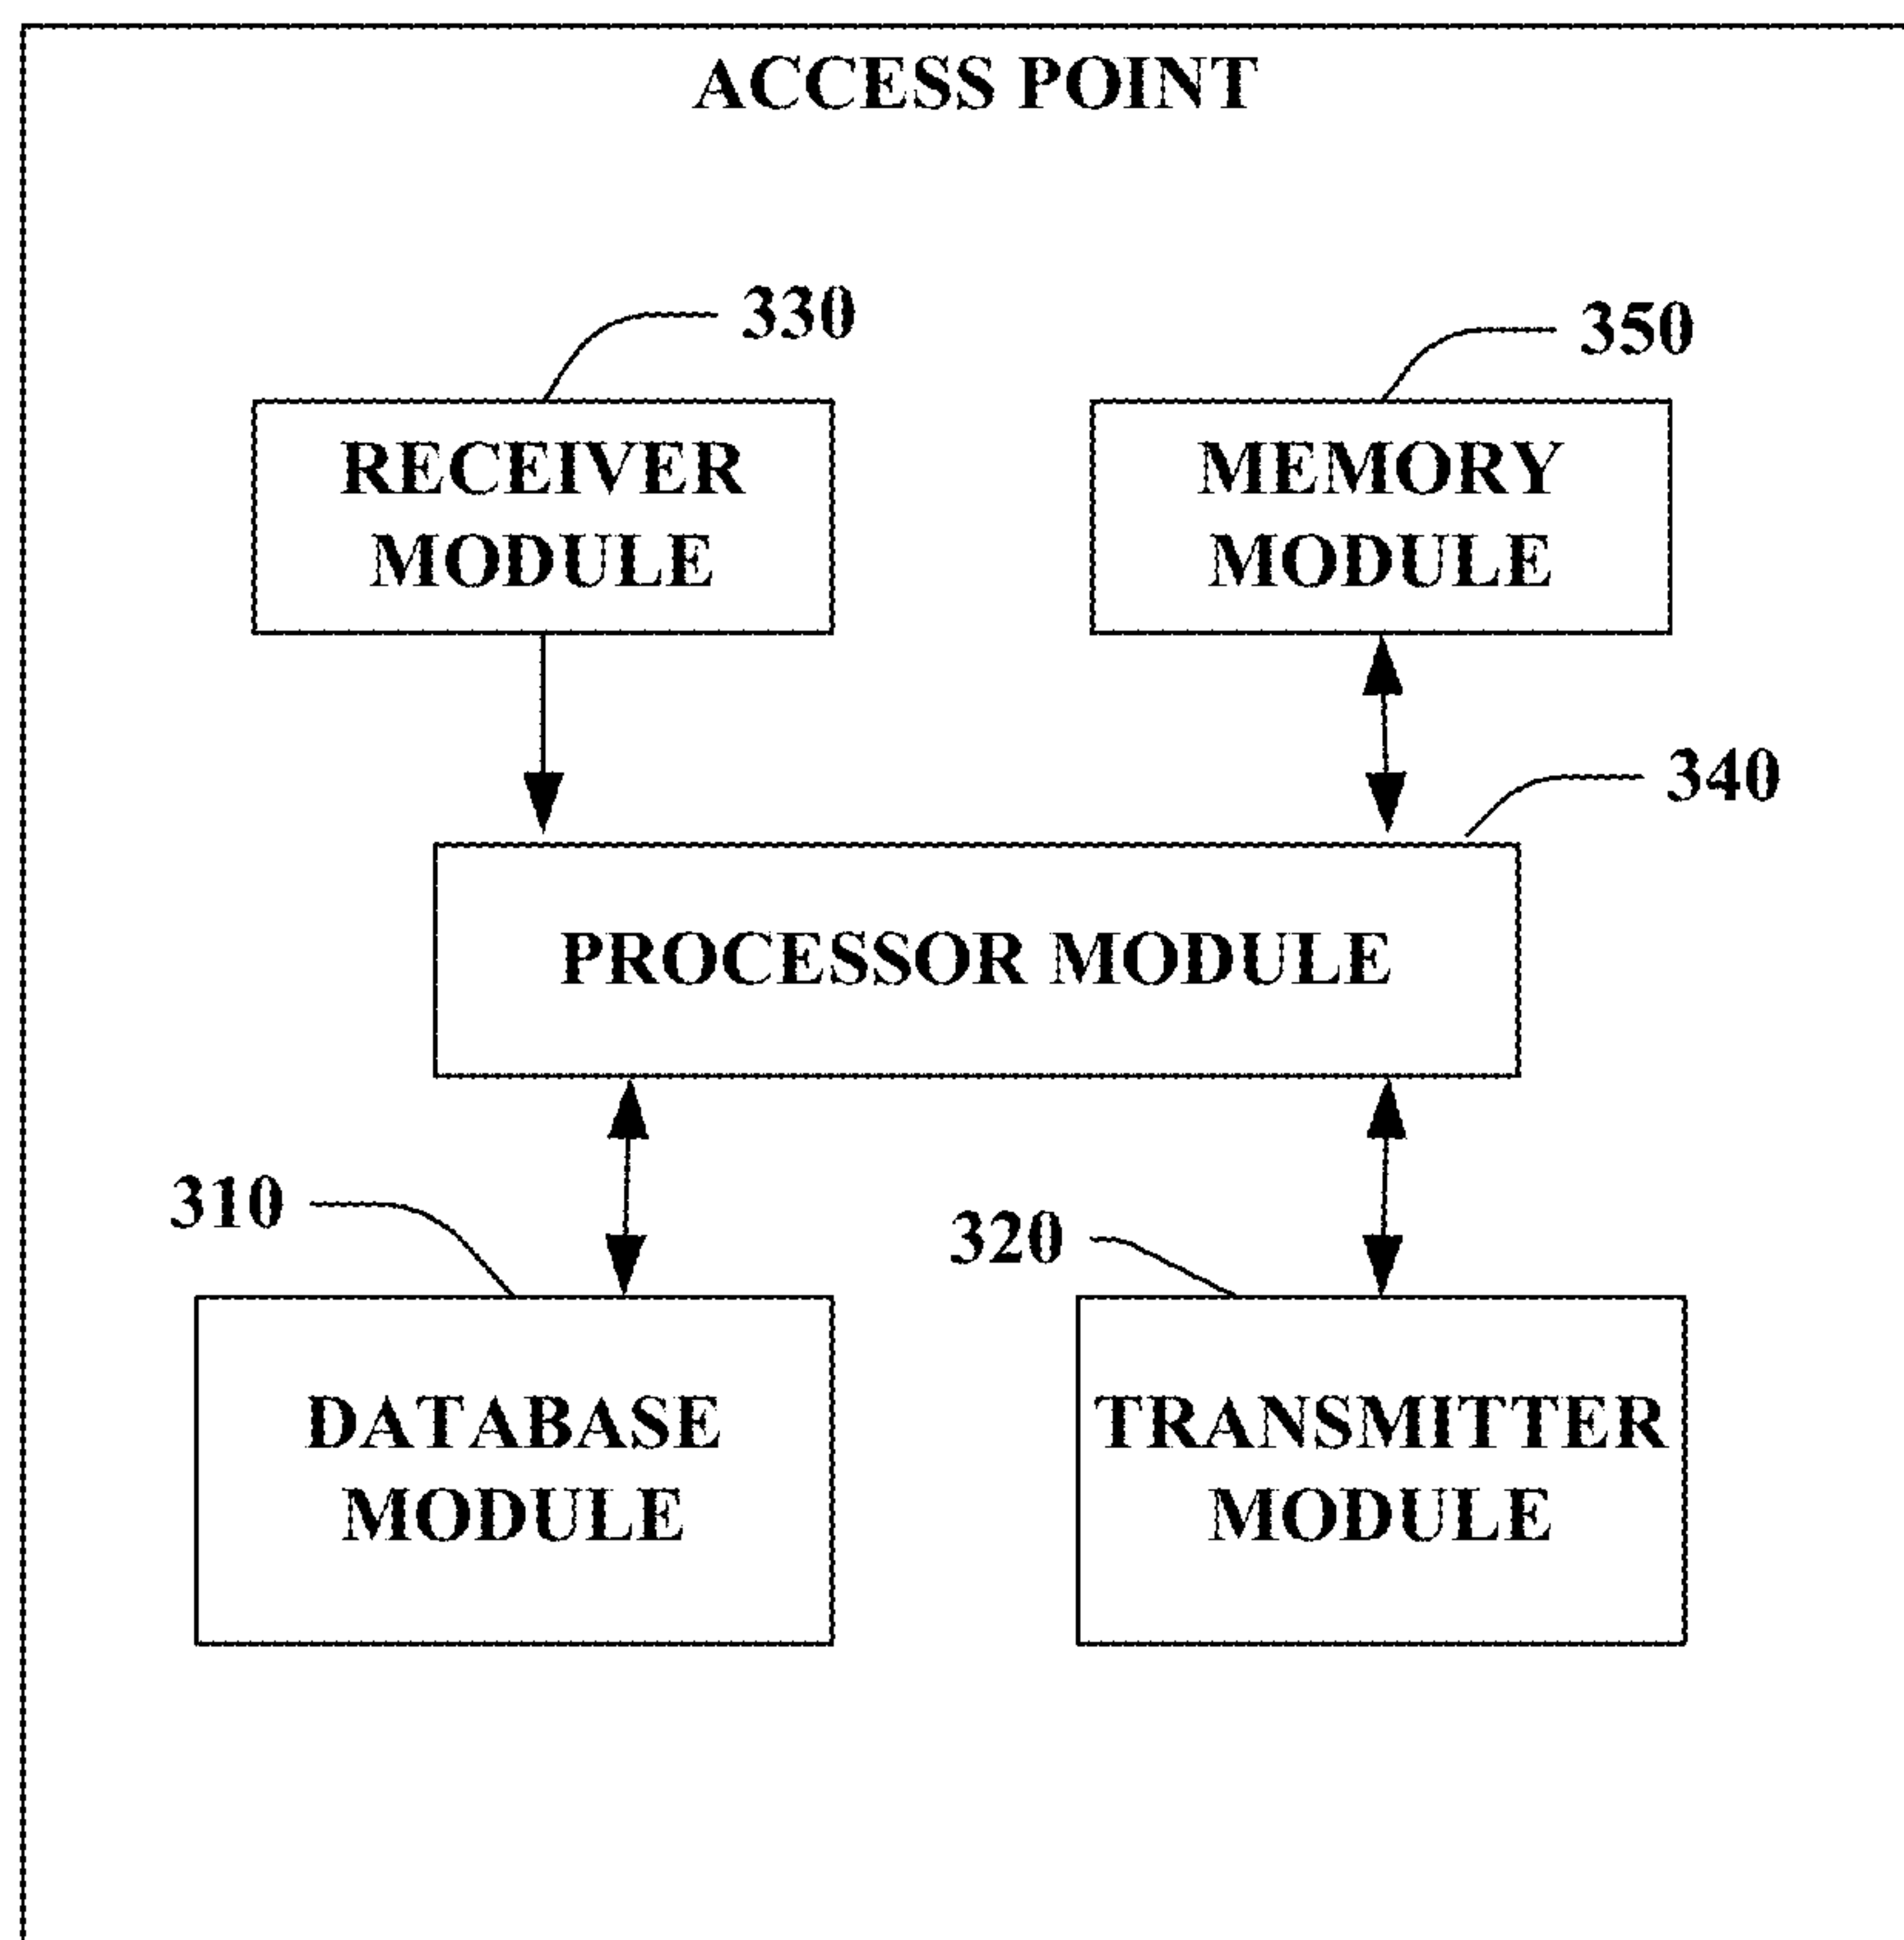 ACCESS POINT
330
350
RECEIVER
MODULE
MEMORY
MODULE
340
PROCESSOR MODULE
310
320
DATABASE
MODULE
TRANSMITTER
MODULE